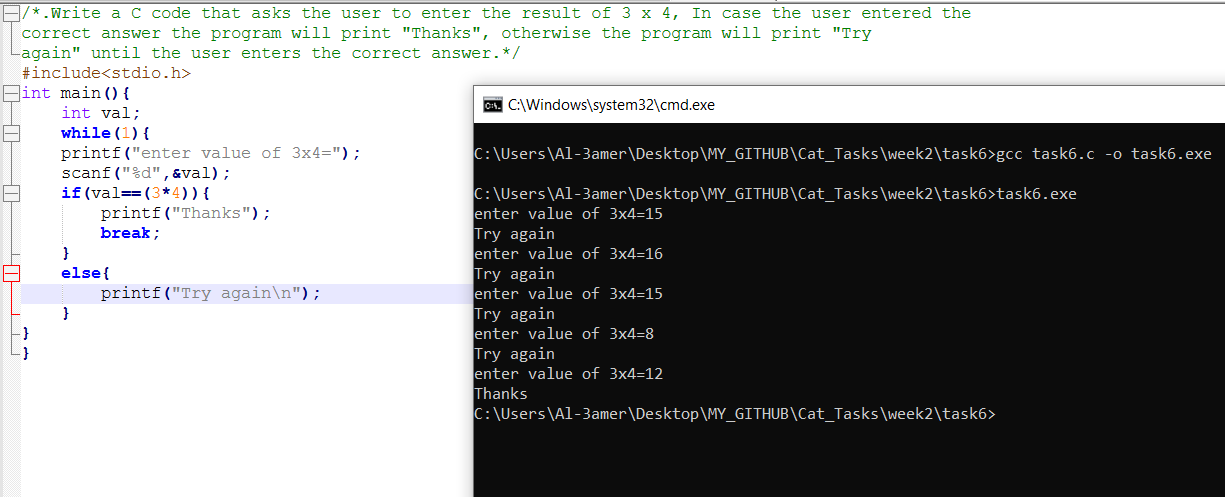 /*.Write a C code that asks the user to enter the result of 3 x 4, In case the user entered the
correct answer the program will print "Thanks", otherwise the program will print "Try
again" until the user enters the correct answer.*/
#include<stdio.h>
int main(){
    int val;
    while(1){
    printf("enter value of 3x4=");
    scanf("%d",&val);
    if(val==(3*4)){
        printf("Thanks");
        break;
    }
    else{
        printf("Try again\n");
    }
}
}
C:\Windows\system32\cmd.exe
C:\Users\Al-3amer\Desktop\MY_GITHUB\Cat_Tasks\week2\task6>gcc task6.c -o task6.exe
C:\Users\Al-3amer\Desktop\MY_GITHUB\Cat_Tasks\week2\task6>task6.exe
enter value of 3x4=15
Try again
enter value of 3x4=16
Try again
enter value of 3x4=15
Try again
enter value of 3x4=8
Try again
enter value of 3x4=12
Thanks
C:\Users\Al-3amer\Desktop\MY_GITHUB\Cat_Tasks\week2\task6>